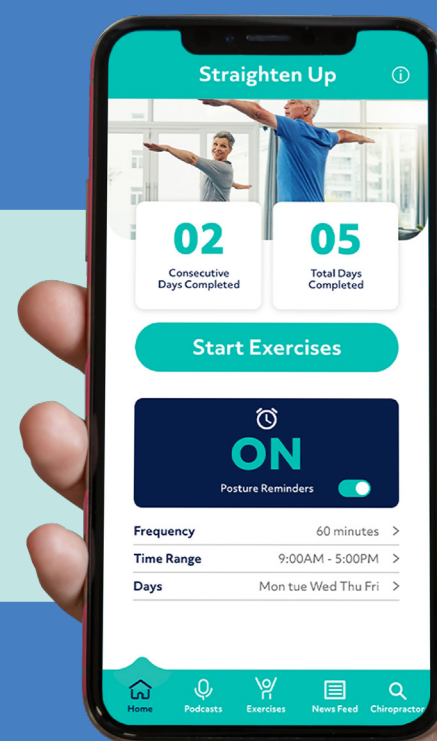 Straighten Up
02
Consecutive
Days Completed
05
Total Days
Completed
Start Exercises
ON
Posture Reminders
Frequency 60 minutes >
Time Range 9:00AM - 5:00PM >
Days Mon tue Wed Thu Fri >
Home Podcasts Exercises News Feed Chiropractor